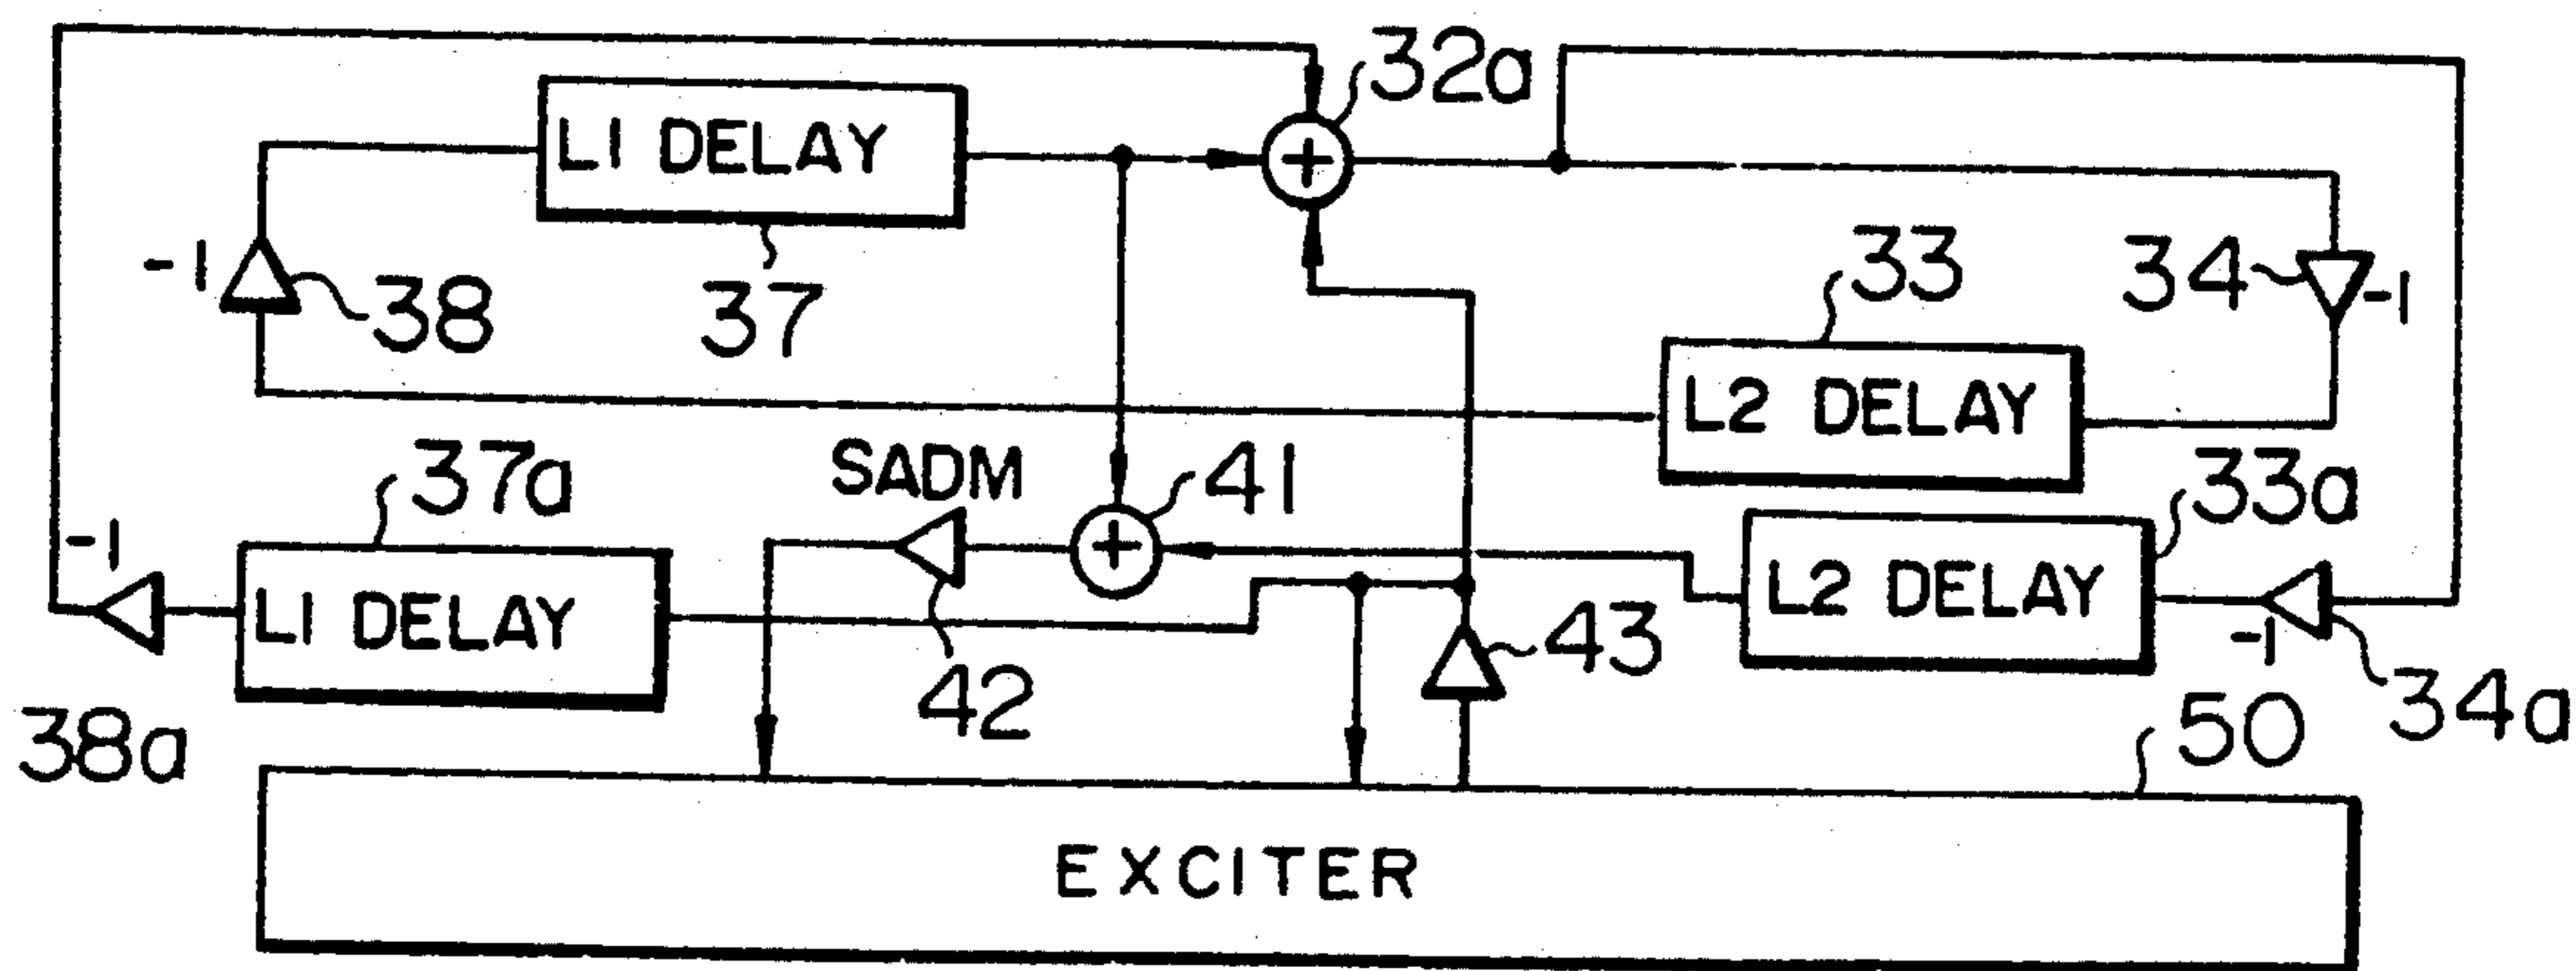 32a
L1 DELAY
-1
38
37
33
34
-1
L2 DELAY
37a
SADM
41
33a
-1
L1 DELAY
L2 DELAY
43
-1
42
34a
38a
50
EXCITER